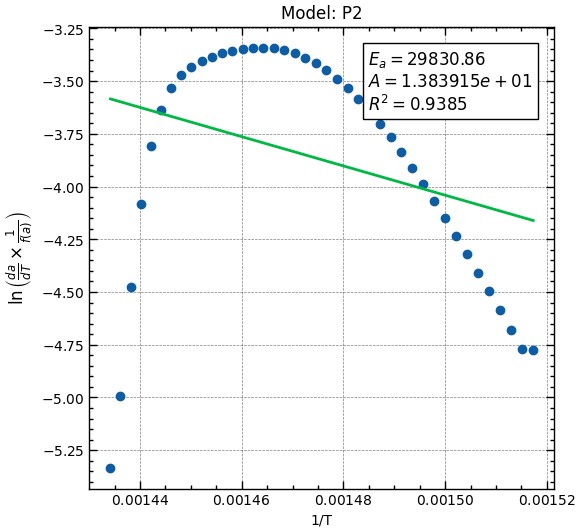 Model: P2
E_a = 29830.86
A = 1.383915e + 01
R^2 = 0.9385
ln(da/dT × 1/f(a))
−3.25
−3.50
−3.75
−4.00
−4.25
−4.50
−4.75
−5.00
−5.25
0.00144 0.00146 0.00148 0.00150 0.00152
1/T